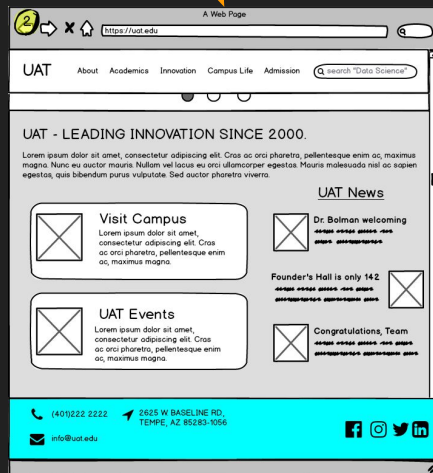 A Web Page
2
https://uat.edu
UAT
About Academics Innovation Campus Life Admission
search "Data Science"
UAT - LEADING INNOVATION SINCE 2000.
Lorem ipsum dolor sit amet, consectetur adipiscing elit. Cras ac orci pharetra, pellentesque enim ac, maximus
magna. Nunc eu auctor mauris. Nullam vel lacus eu orci ullamcorper egestas. Mauris malesuada nisl ac sapien
egestas, quis bibendum purus vulputate. Sed auctor pharetra viverra.
UAT News
Visit Campus
Lorem ipsum dolor sit amet,
consectetur adipiscing elit. Cras
ac orci pharetra, pellentesque enim
ac, maximus magna.
Dr. Bolman welcoming
Founder's Hall is only 142
UAT Events
Lorem ipsum dolor sit amet,
consectetur adipiscing elit. Cras
ac orci pharetra, pellentesque enim
ac, maximus magna.
Congratulations, Team
(401)222 2222
2625 W BASELINE RD,
TEMPE, AZ 85283-1056
info@uat.edu